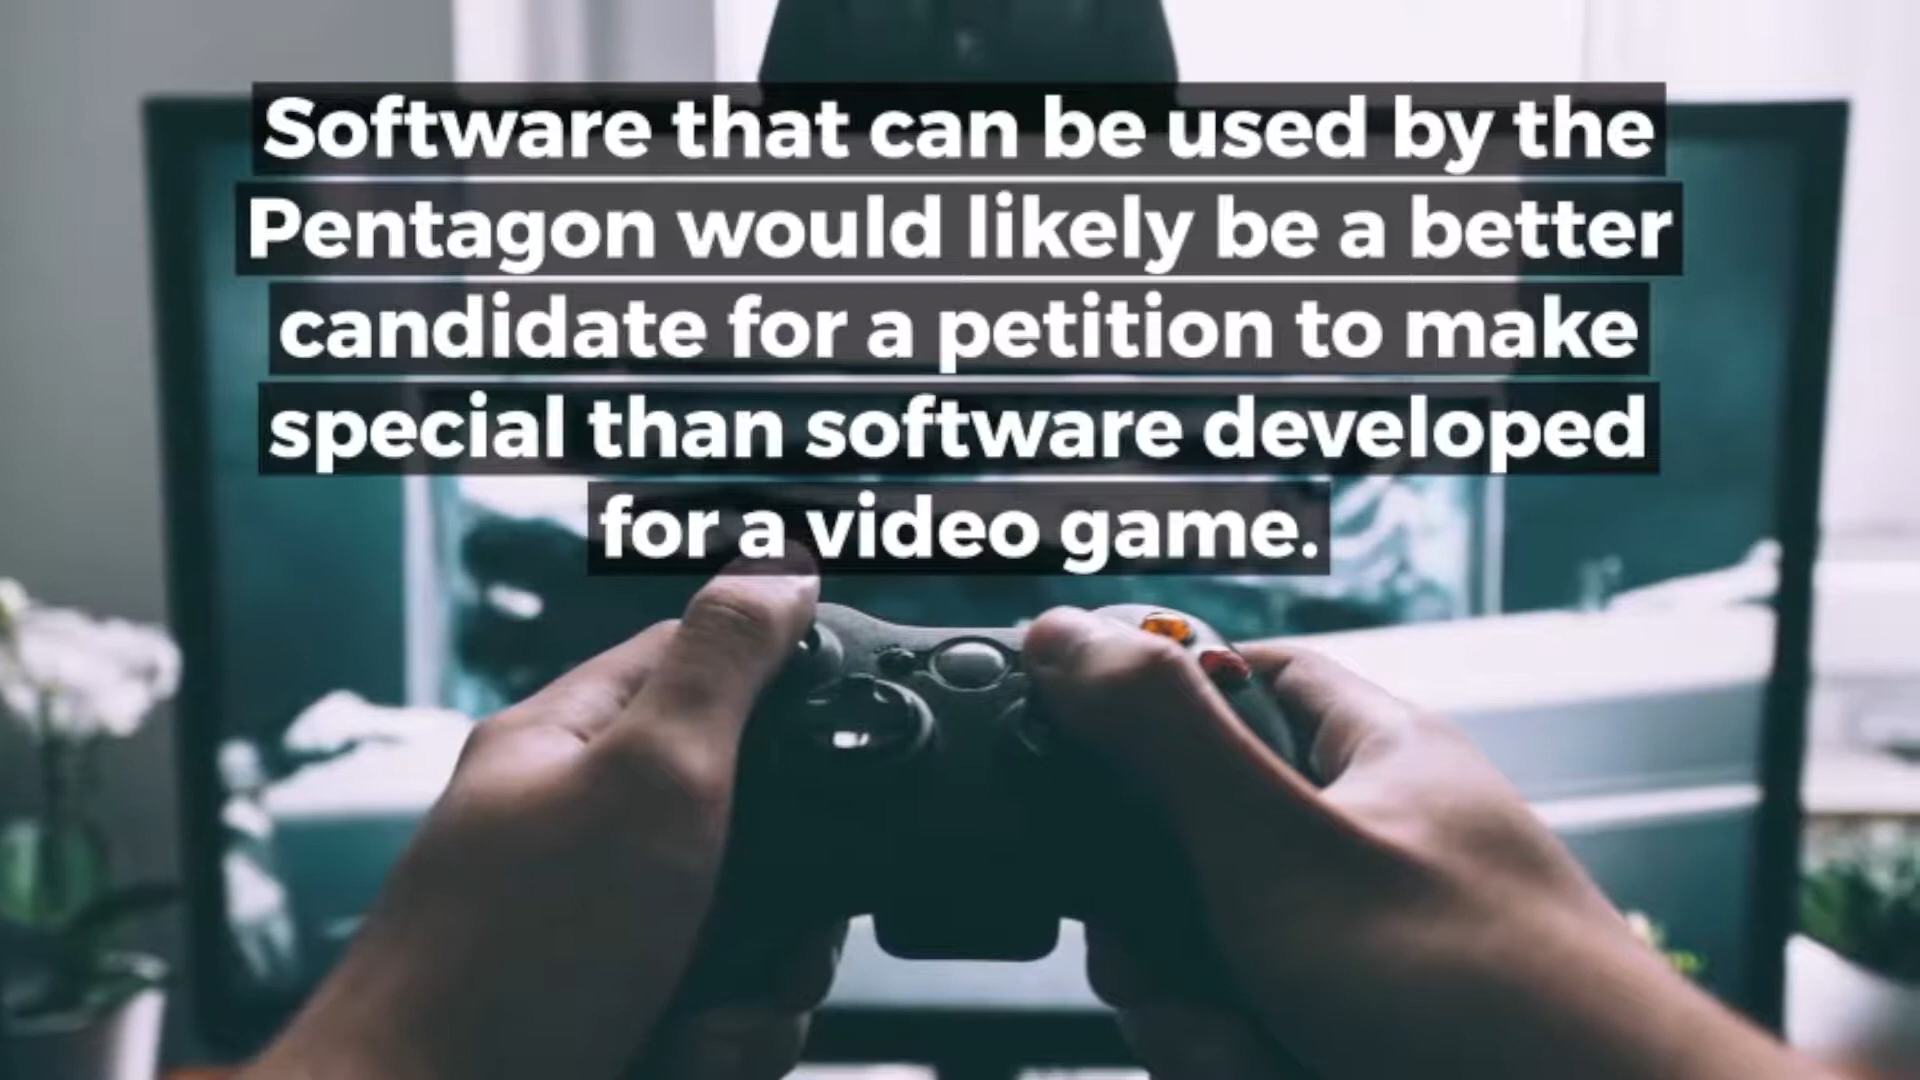 Software that can be used by the
Pentagon would likely be a better
candidate for a petition to make
special than software developed
for a video game.